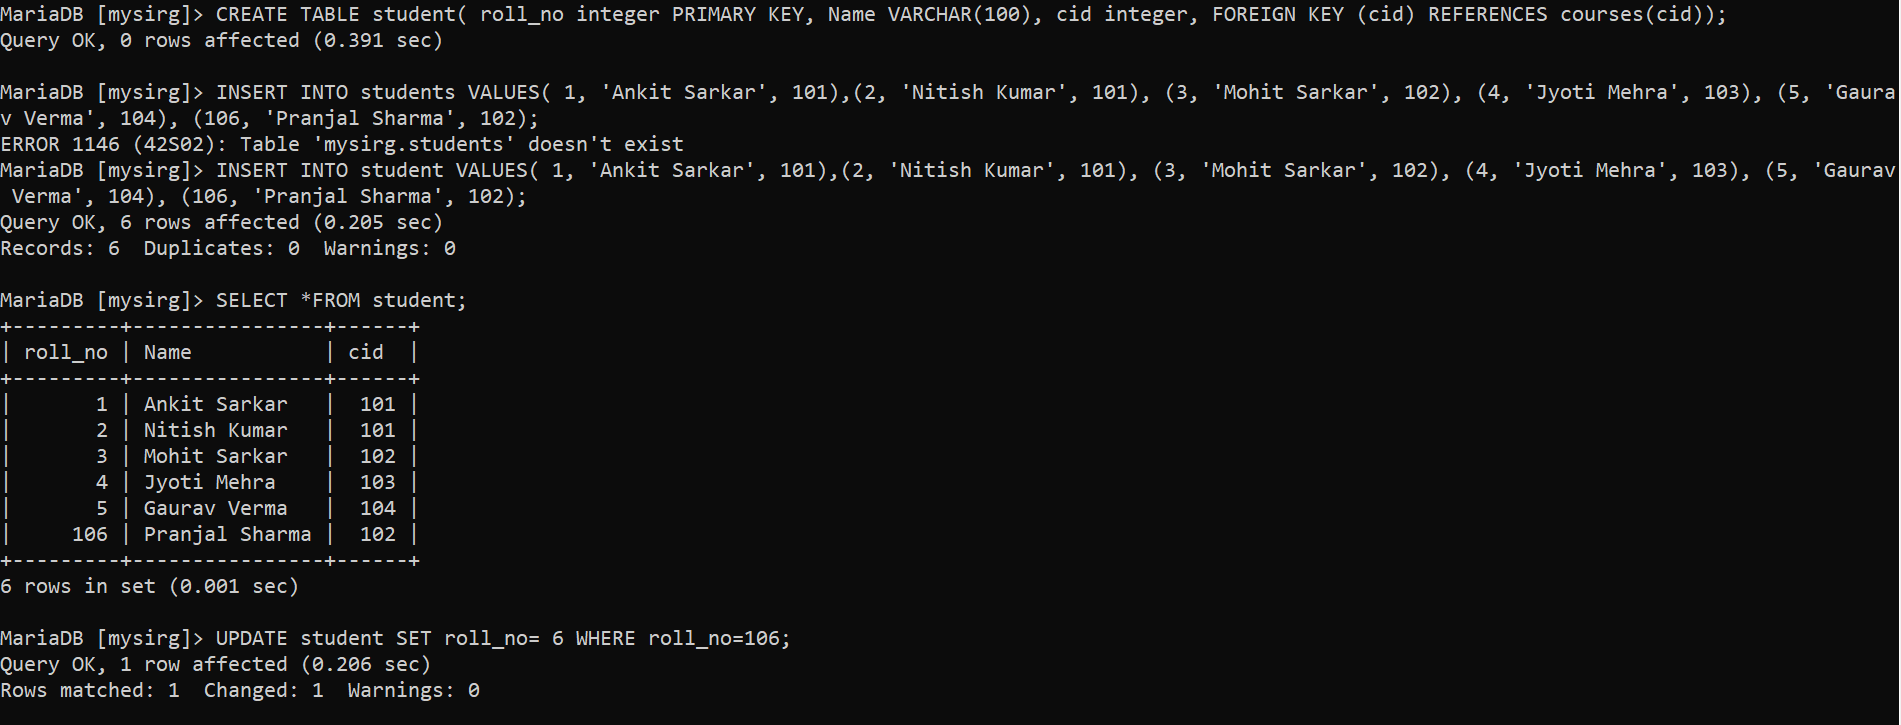 MariaDB [mysirg]> CREATE TABLE student( roll_no integer PRIMARY KEY, Name VARCHAR(100), cid integer, FOREIGN KEY (cid) REFERENCES courses(cid));
Query OK, 0 rows affected (0.391 sec)

MariaDB [mysirg]> INSERT INTO students VALUES( 1, 'Ankit Sarkar', 101),(2, 'Nitish Kumar', 101), (3, 'Mohit Sarkar', 102), (4, 'Jyoti Mehra', 103), (5, 'Gaura
v Verma', 104), (106, 'Pranjal Sharma', 102);
ERROR 1146 (42S02): Table 'mysirg.students' doesn't exist
MariaDB [mysirg]> INSERT INTO student VALUES( 1, 'Ankit Sarkar', 101),(2, 'Nitish Kumar', 101), (3, 'Mohit Sarkar', 102), (4, 'Jyoti Mehra', 103), (5, 'Gaurav
 Verma', 104), (106, 'Pranjal Sharma', 102);
Query OK, 6 rows affected (0.205 sec)
Records: 6  Duplicates: 0  Warnings: 0

MariaDB [mysirg]> SELECT *FROM student;
+---------+----------------+------+
| roll_no | Name           | cid  |
+---------+----------------+------+
|       1 | Ankit Sarkar   |  101 |
|       2 | Nitish Kumar   |  101 |
|       3 | Mohit Sarkar   |  102 |
|       4 | Jyoti Mehra    |  103 |
|       5 | Gaurav Verma   |  104 |
|     106 | Pranjal Sharma |  102 |
+---------+----------------+------+
6 rows in set (0.001 sec)

MariaDB [mysirg]> UPDATE student SET roll_no= 6 WHERE roll_no=106;
Query OK, 1 row affected (0.206 sec)
Rows matched: 1  Changed: 1  Warnings: 0